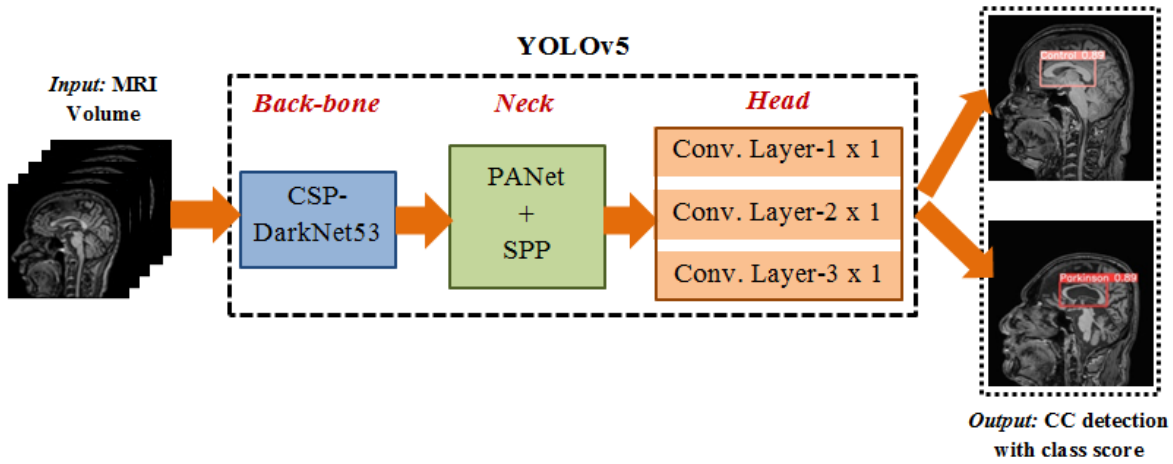 YOLOv5
Input: MRI
Volume
Back-bone
Neck
Head
CSP-
DarkNet53
PANet
+
SPP
Conv. Layer-1 x 1
Conv. Layer-2 x 1
Conv. Layer-3 x 1
Control 0.89
Parkinson 0.89
Output: CC detection
with class score